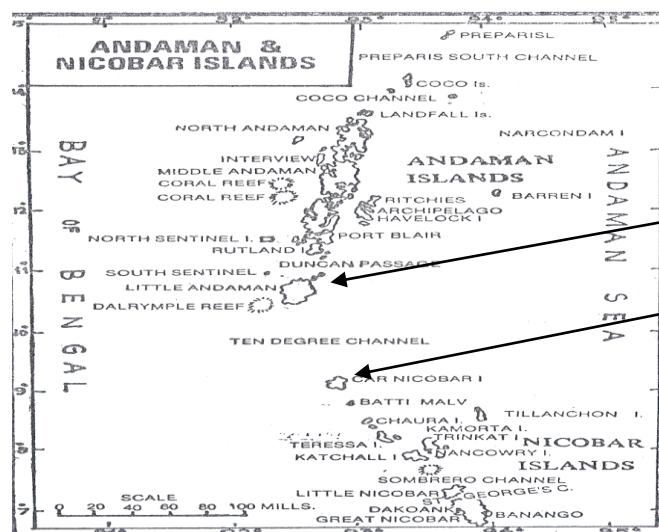 ANDAMAN &
NICOBAR ISLANDS
PREPARISL
PREPARIS SOUTH CHANNEL
COCO Is.
COCO CHANNEL
LANDFALL Is.
NORTH ANDAMAN
NARCONDAM I
INTERVIEW
MIDDLE ANDAMAN
ANDAMAN
ISLANDS
CORAL REEF
CORAL REEF
RITCHIES
ARCHIPELAGO
HAVELOCK I
BARREN I
BAY OF BENGAL
ANDAMAN SEA
NORTH SENTINEL I.
PORT BLAIR
RUTLAND I
DUNCAN PASSAGE
SOUTH SENTINEL
LITTLE ANDAMAN
DALRYMPLE REEF
TEN DEGREE CHANNEL
CAR NICOBAR I
BATTI MALV
CHAURA I.
TILLANCHON I.
KAMORTA I.
TERESSA I.
TRINKAT I
KATCHALL I
NANCOWRY I.
NICOBAR
ISLANDS
SOMBRERO CHANNEL
LITTLE NICOBAR
ST GEORGE'S C.
DAKOANK
GREAT NICOBAR
BANANGO
SCALE
0 20 40 60 80 100 MILLS.